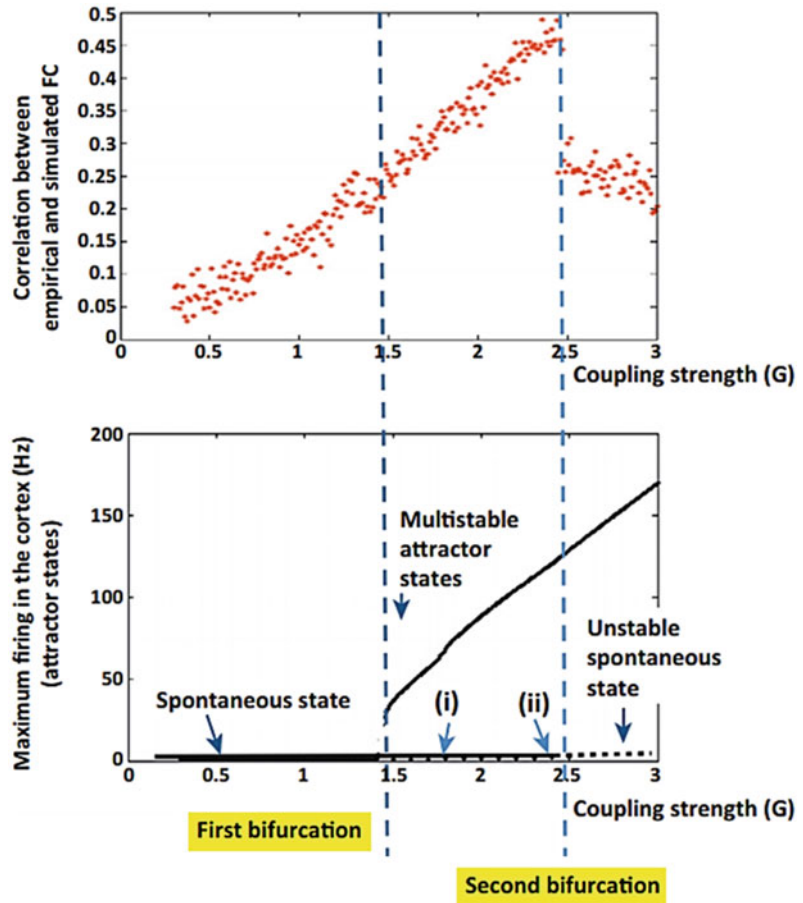 0.5
0.45
0.4
0.35
0.3
0.25
0.2
0.15
0.1
0.05
0
Correlation between
empirical and simulated FC
0 0.5 1 1.5 2 2.5 3
Coupling strength (G)
200
150
100
50
0
Maximum firing in the cortex (Hz)
(attractor states)
Multistable
attractor
states
Unstable
spontaneous
state
Spontaneous state
(i)
(ii)
0 0.5 1 1.5 2 2.5 3
Coupling strength (G)
First bifurcation
Second bifurcation